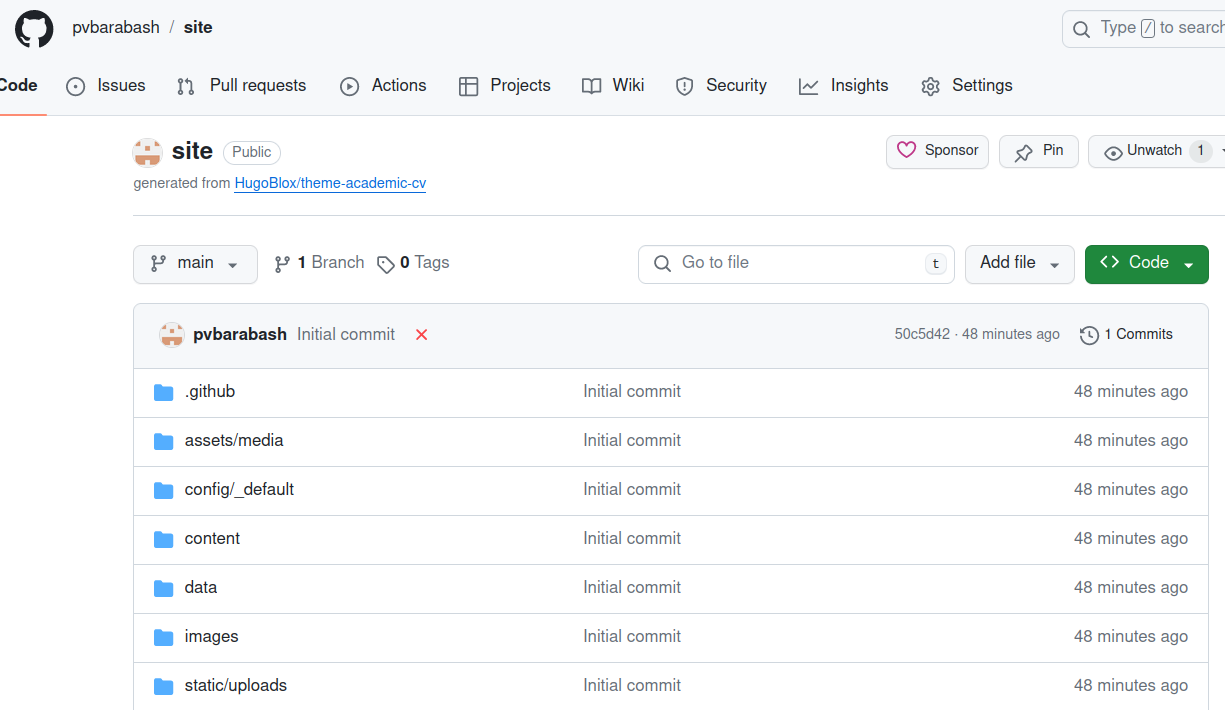 pvbarabash / site
Type / to search
Code Issues Pull requests Actions Projects Wiki Security Insights Settings
site Public
Sponsor Pin Unwatch 1
generated from HugoBlox/theme-academic-cv
main 1 Branch 0 Tags
Go to file t
Add file Code
pvbarabash Initial commit 50c5d42 · 48 minutes ago 1 Commits
.github Initial commit 48 minutes ago
assets/media Initial commit 48 minutes ago
config/_default Initial commit 48 minutes ago
content Initial commit 48 minutes ago
data Initial commit 48 minutes ago
images Initial commit 48 minutes ago
static/uploads Initial commit 48 minutes ago